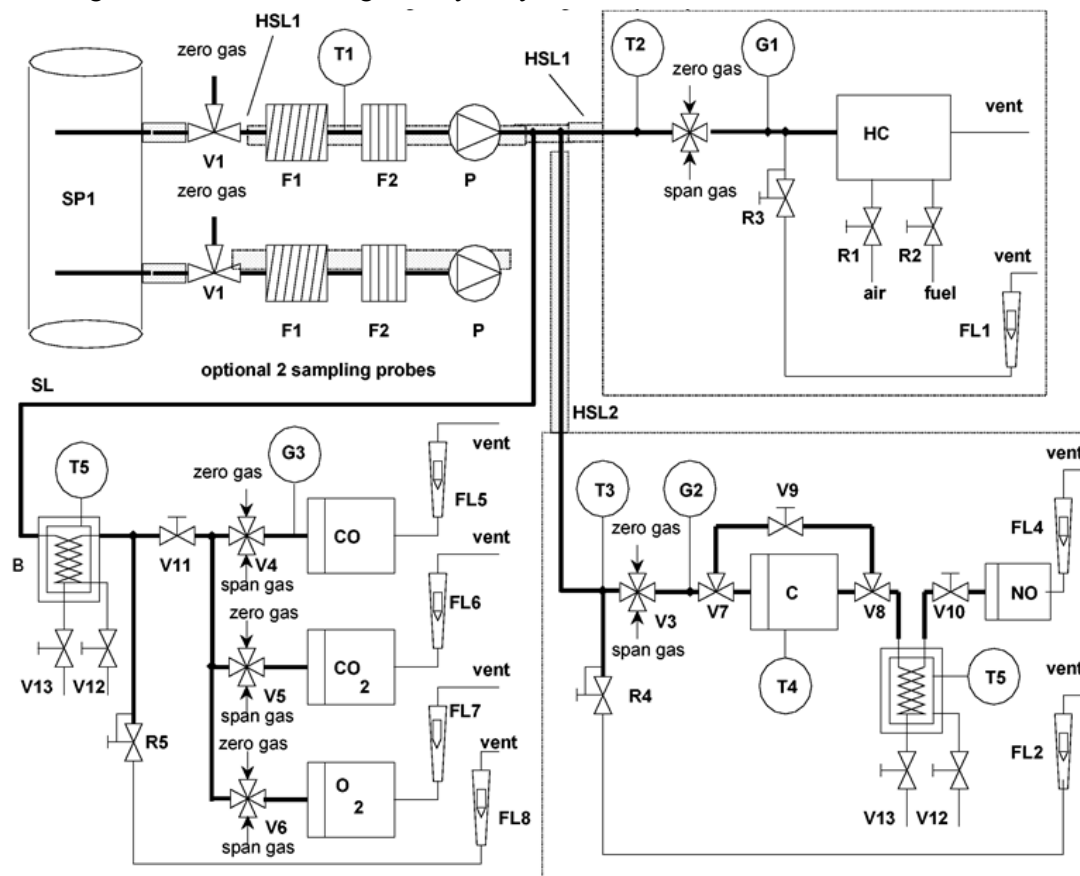 HSL1
zero gas
T1
HSL1
T2
zero gas
G1
vent
HC
V1
F1
F2
P
span gas
SP1
zero gas
R3
R1
R2
air
fuel
vent
V1
F1
F2
P
FL1
optional 2 sampling probes
SL
HSL2
vent
T5
G3
zero gas
FL5
T3
G2
V9
vent
FL4
zero gas
B
V11
V4
CO
span gas
vent
FL6
C
NO
V7
V8
V10
V3
span gas
zero gas
CO
2
V5
span gas
vent
V13
V12
R4
T4
T5
vent
FL7
R5
zero gas
vent
FL2
O
2
V6
span gas
FL8
V13
V12